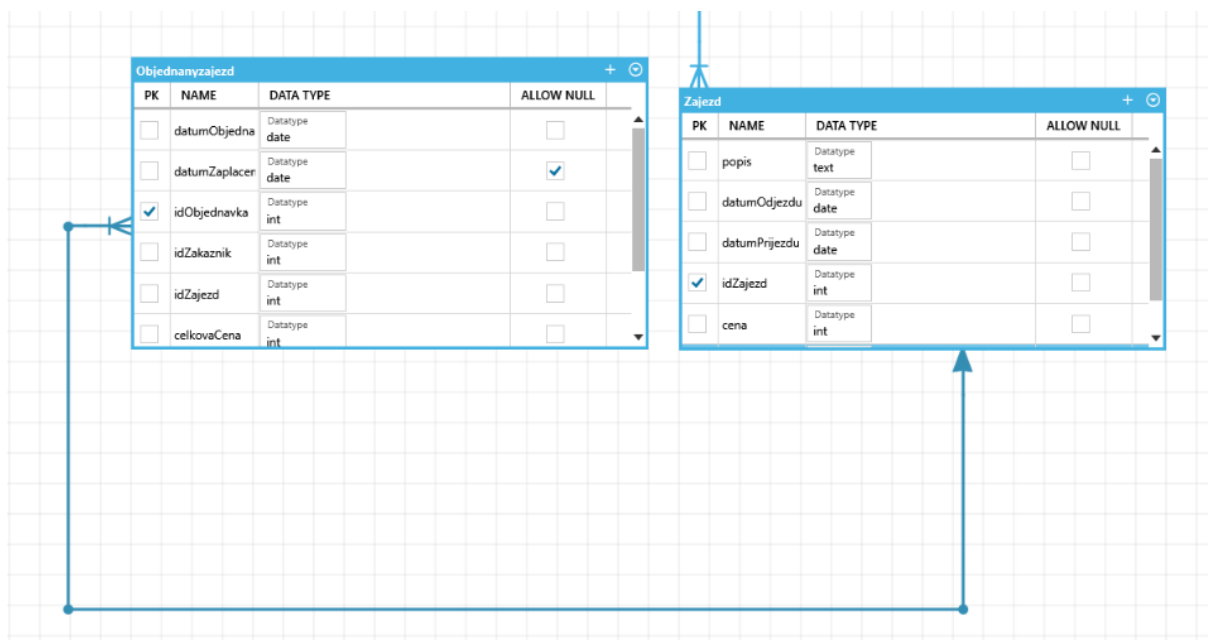 Objednanyzajezd +
PK NAME DATA TYPE ALLOW NULL
datumObjedna Datatype date
datumZaplacer Datatype date
idObjednavka Datatype int
idZakaznik Datatype int
idZajezd Datatype int
celkovaCena Datatype int
Zajezd +
PK NAME DATA TYPE ALLOW NULL
popis Datatype text
datumOdjezdu Datatype date
datumPrijezdu Datatype date
idZajezd Datatype int
cena Datatype int